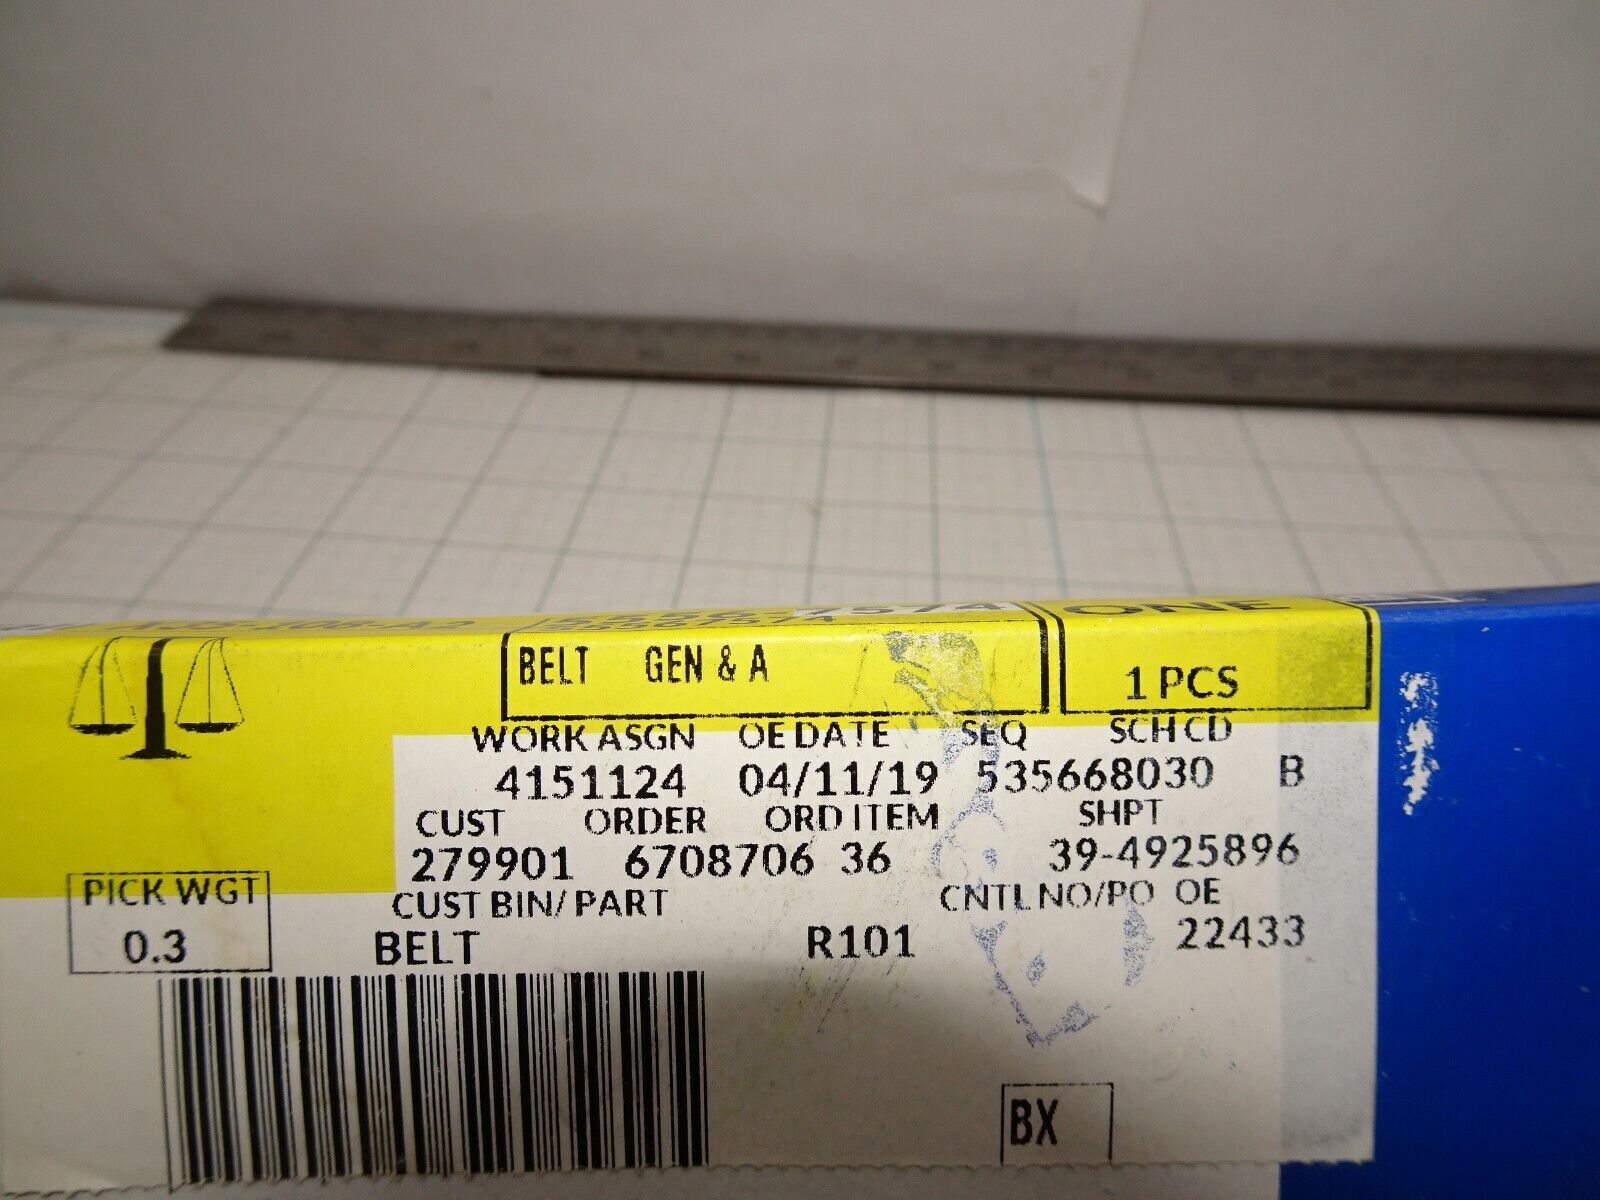 ONE
BELT GEN & A
1 PCS
WORK ASGN OE DATE SEQ SCH CD
4151124 04/11/19 535668030 B
CUST ORDER ORD ITEM SHPT
279901 6708706 36 39-4925896
PICK WGT CUST BIN/ PART CNTL NO/PO OE
0.3 BELT R101 22433
BX